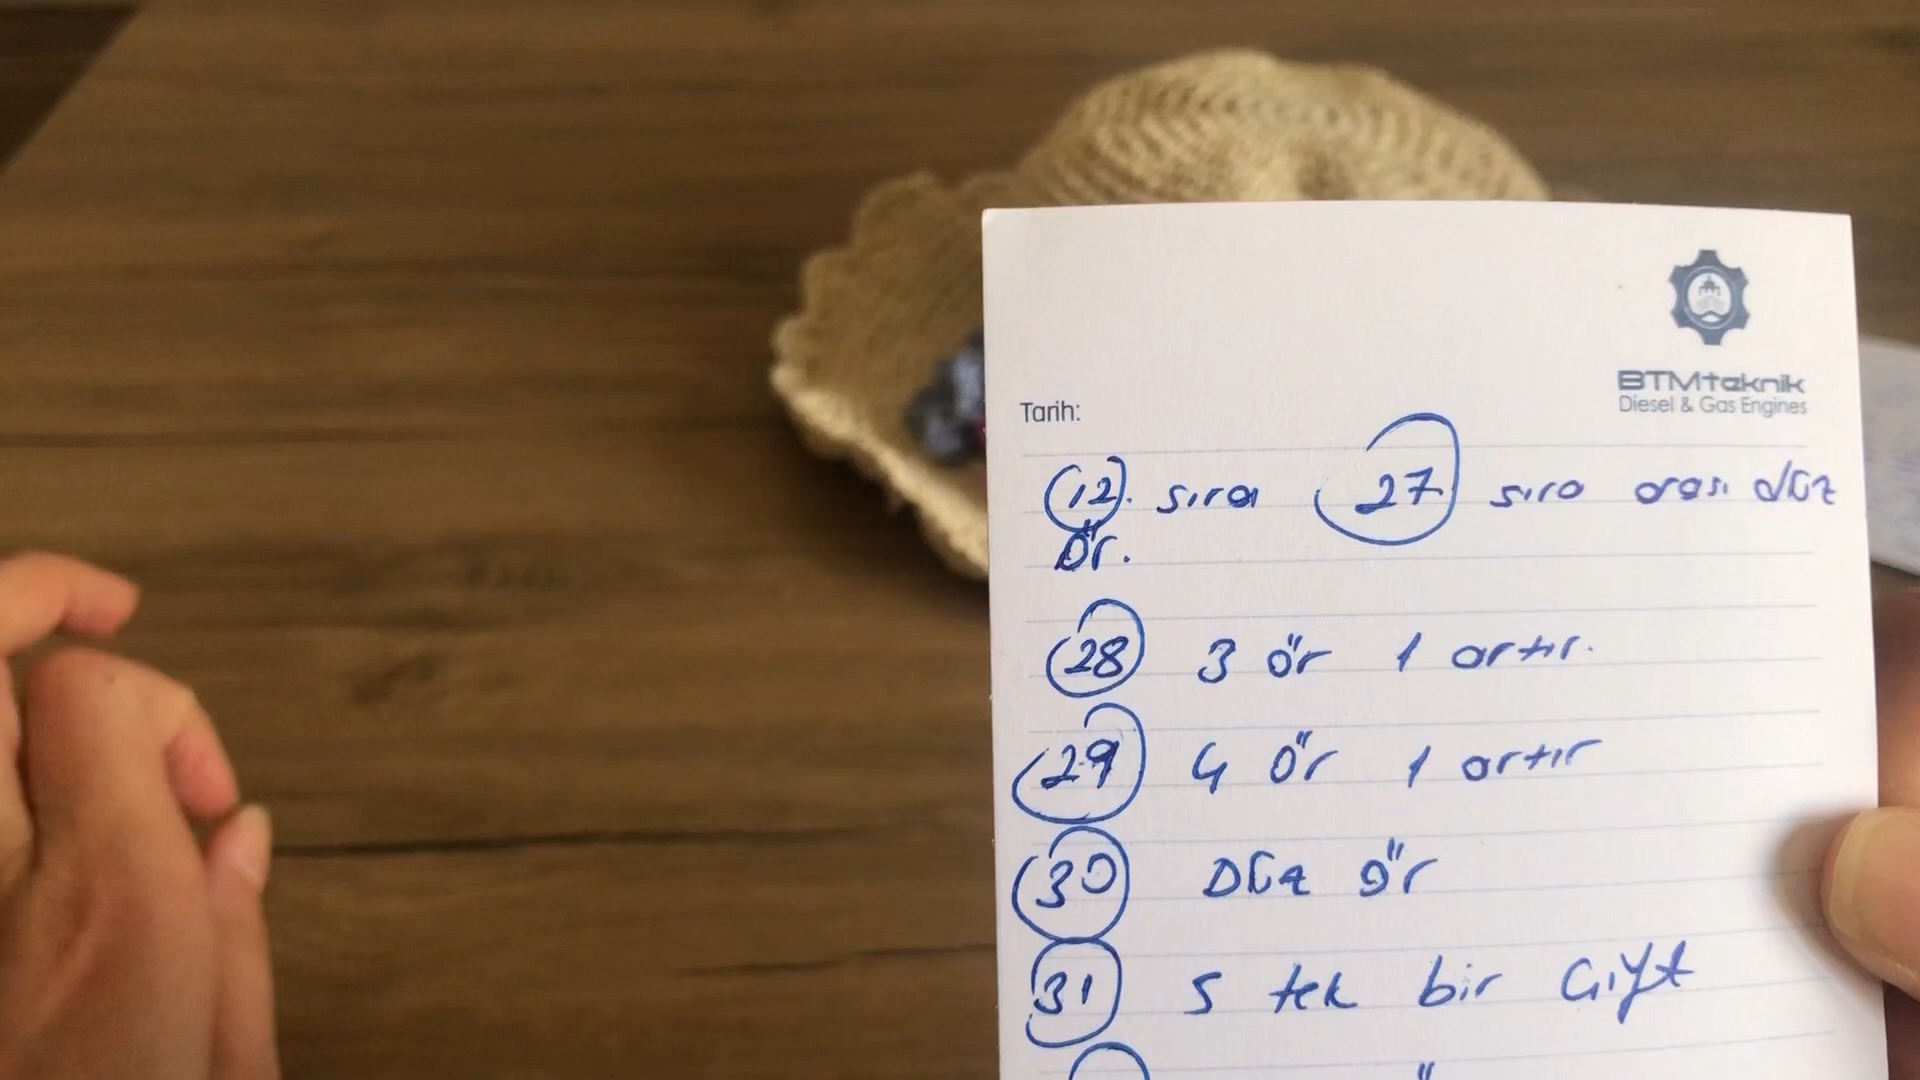 BTMteknik
Diesel & Gas Engines
Tarih:
12. sıra 27. sıra arası düz
ör.
28 3 ör 1 artır.
29 4 ör 1 artır
30 Düz ör
31 5 tek bir çift